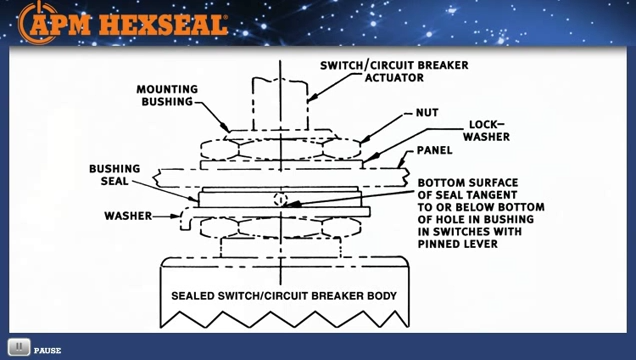 APM HEXSEAL®
SWITCH/CIRCUIT BREAKER
ACTUATOR
MOUNTING
BUSHING
NUT
LOCK-
WASHER
PANEL
BUSHING
SEAL
BOTTOM SURFACE
OF SEAL TANGENT
TO OR BELOW BOTTOM
OF HOLE IN BUSHING
IN SWITCHES WITH
PINNED LEVER
WASHER
SEALED SWITCH/CIRCUIT BREAKER BODY
PAUSE